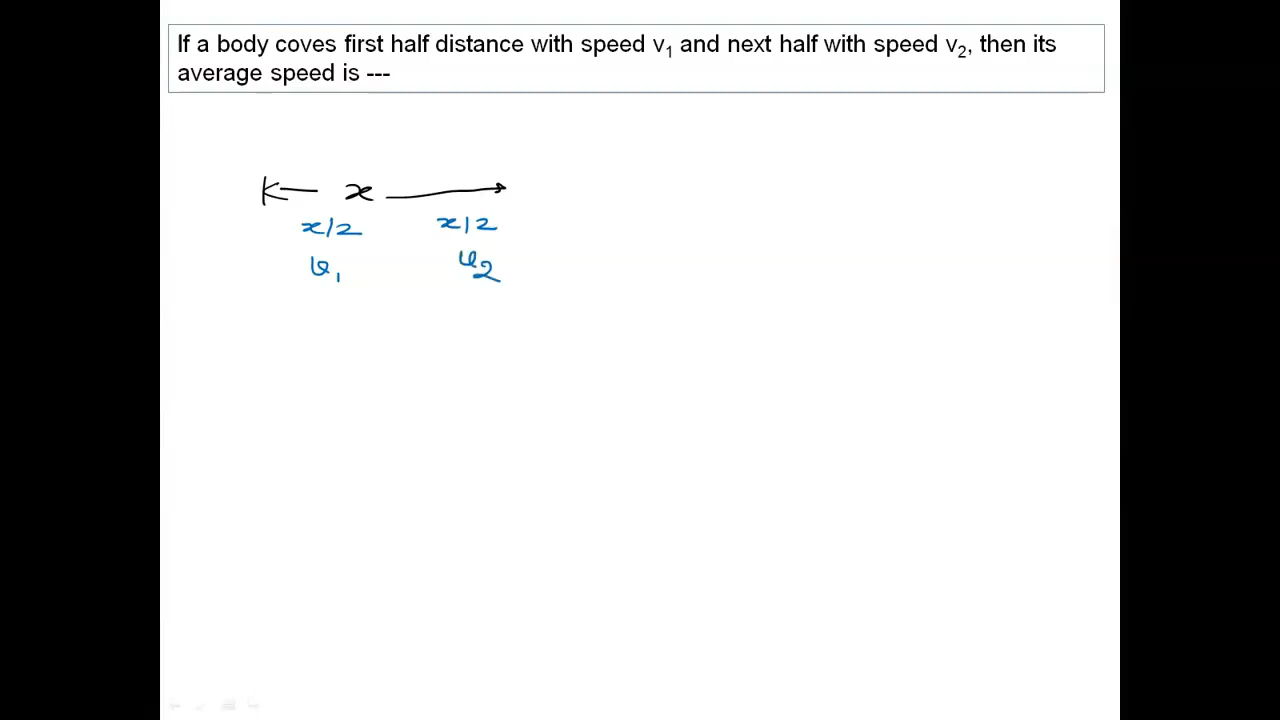 If a body coves first half distance with speed v₁ and next half with speed v₂, then its
average speed is ---
x
x/2 x/2
v₁ v₂